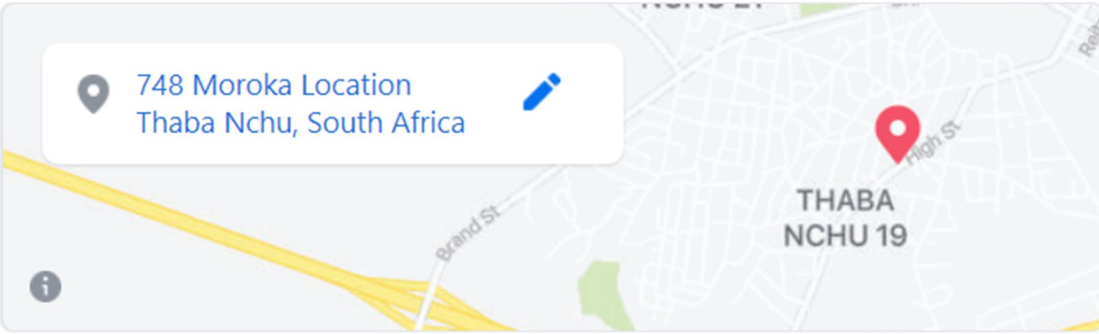 748 Moroka Location
Thaba Nchu, South Africa
High St
THABA
NCHU 19
Brand St